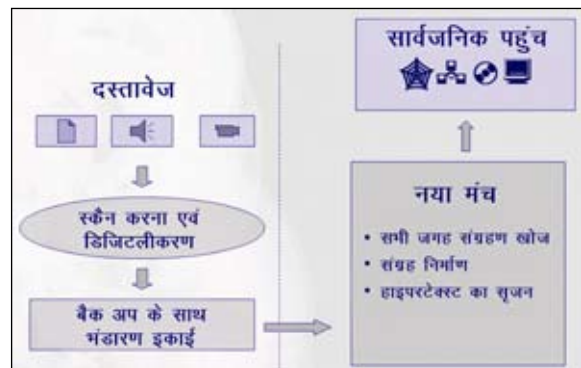 दस्तावेज
स्कैन करना एवं
डिजिटलीकरण
बैक अप के साथ
भंडारण इकाई
सार्वजनिक पहुंच
नया मंच
• सभी जगह संग्रहण खोज
• संग्रह निर्माण
• हाइपरटेक्स्ट का सृजन